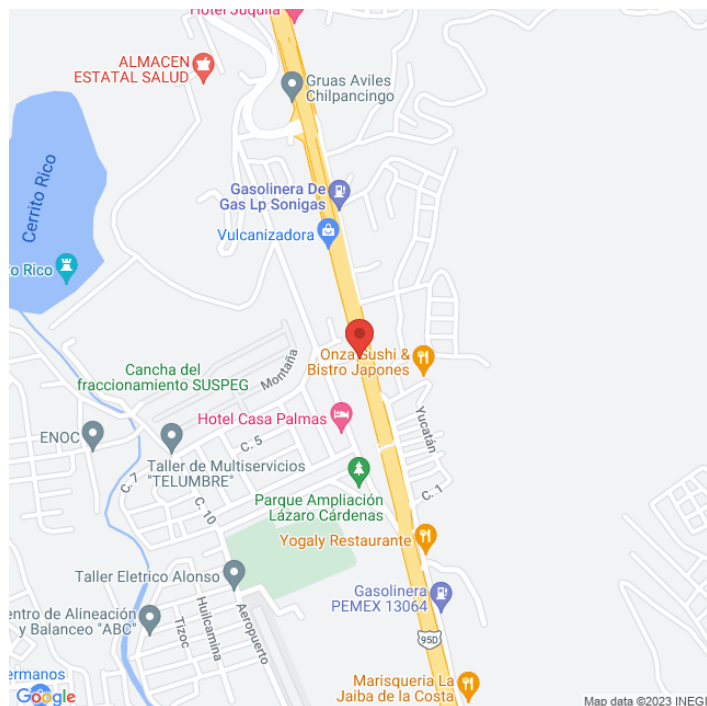 Hotel Juquila
ALMACEN
ESTATAL SALUD
Gruas Aviles
Chilpancingo
Cerrito Rico
Gasolinera De
Gas Lp Sonigas
Vulcanizadora
to Rico
Onza Sushi &
Bistro Japones
Montaña
Cancha del
fraccionamiento SUSPEG
Hotel Casa Palmas
Yucatán
ENOC
C. 5
Taller de Multiservicios
"TELUMBRE"
C. 7
C. 1
Parque Ampliación
Lázaro Cárdenas
C. 10
Yogaly Restaurante
Taller Eletrico Alonso
Gasolinera
PEMEX 13064
Huilcamina
Tizoc
Aeropuerto
entro de Alineación
y Balanceo "ABC"
95D
ermanos
Marisqueria La
Jaiba de la Costa
Google
Map data ©2023 INEGI